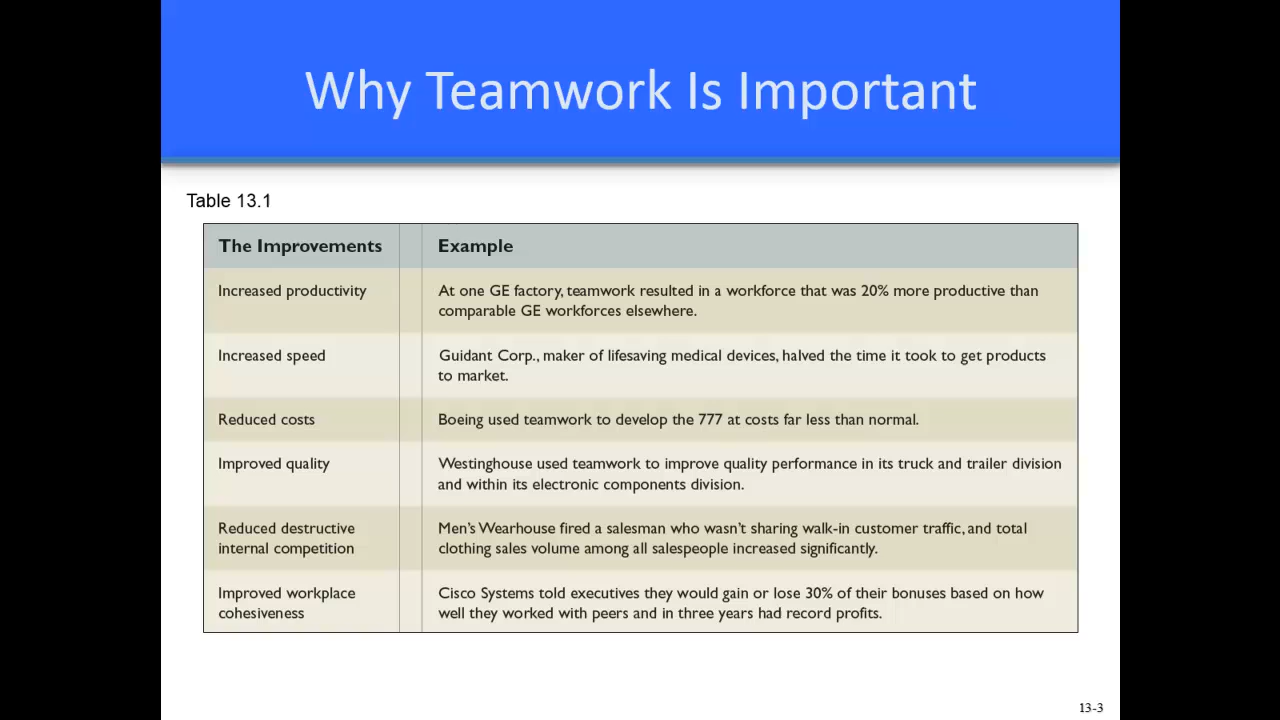 Why Teamwork Is Important
Table 13.1
The Improvements Example
Increased productivity At one GE factory, teamwork resulted in a workforce that was 20% more productive than
comparable GE workforces elsewhere.
Increased speed Guidant Corp., maker of lifesaving medical devices, halved the time it took to get products
to market.
Reduced costs Boeing used teamwork to develop the 777 at costs far less than normal.
Improved quality Westinghouse used teamwork to improve quality performance in its truck and trailer division
and within its electronic components division.
Reduced destructive Men's Wearhouse fired a salesman who wasn't sharing walk-in customer traffic, and total
internal competition clothing sales volume among all salespeople increased significantly.
Improved workplace Cisco Systems told executives they would gain or lose 30% of their bonuses based on how
cohesiveness well they worked with peers and in three years had record profits.
13-3